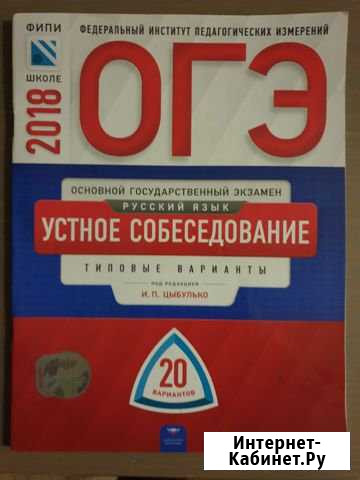 ФИПИ
ШКОЛЕ
2018
ФЕДЕРАЛЬНЫЙ ИНСТИТУТ ПЕДАГОГИЧЕСКИХ ИЗМЕРЕНИЙ
ОГЭ
ОСНОВНОЙ ГОСУДАРСТВЕННЫЙ ЭКЗАМЕН
РУССКИЙ ЯЗЫК
УСТНОЕ СОБЕСЕДОВАНИЕ
ТИПОВЫЕ ВАРИАНТЫ
ПОД РЕДАКЦИЕЙ
И. П. ЦЫБУЛЬКО
20
ВАРИАНТОВ
Интернет-
Кабинет.Ру